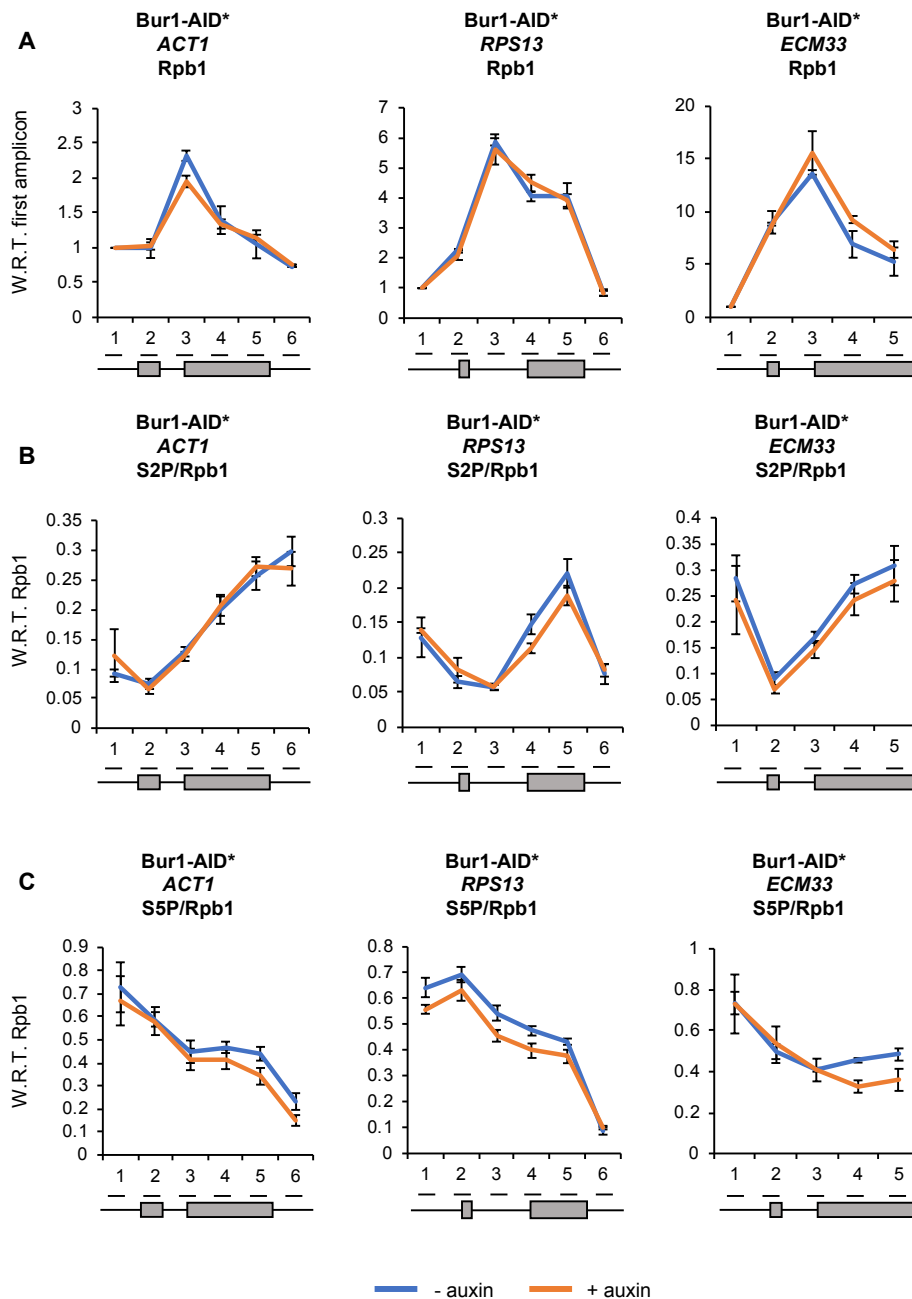 A
Bur1-AID*
ACT1
Rpb1
Bur1-AID*
RPS13
Rpb1
Bur1-AID*
ECM33
Rpb1
W.R.T. first amplicon
3
2.5
2
1.5
1
0.5
0
1 2 3 4 5 6
7
6
5
4
3
2
1
0
1 2 3 4 5 6
20
15
10
5
0
1 2 3 4 5
B
Bur1-AID*
ACT1
S2P/Rpb1
Bur1-AID*
RPS13
S2P/Rpb1
Bur1-AID*
ECM33
S2P/Rpb1
W.R.T. Rpb1
0.35
0.3
0.25
0.2
0.15
0.1
0.05
0
1 2 3 4 5 6
0.3
0.25
0.2
0.15
0.1
0.05
0
1 2 3 4 5 6
0.4
0.35
0.3
0.25
0.2
0.15
0.1
0.05
0
1 2 3 4 5
C
Bur1-AID*
ACT1
S5P/Rpb1
Bur1-AID*
RPS13
S5P/Rpb1
Bur1-AID*
ECM33
S5P/Rpb1
W.R.T. Rpb1
0.9
0.8
0.7
0.6
0.5
0.4
0.3
0.2
0.1
0
1 2 3 4 5 6
0.8
0.7
0.6
0.5
0.4
0.3
0.2
0.1
0
1 2 3 4 5 6
1
0.8
0.6
0.4
0.2
0
1 2 3 4 5
- auxin
+ auxin